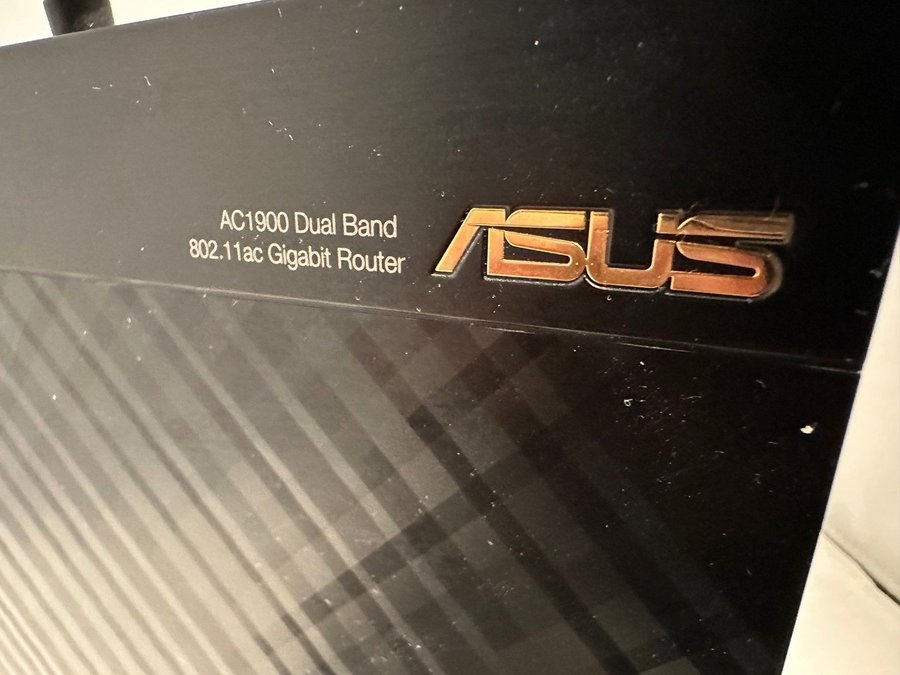 AC1900 Dual Band
802.11ac Gigabit Router
ASUS